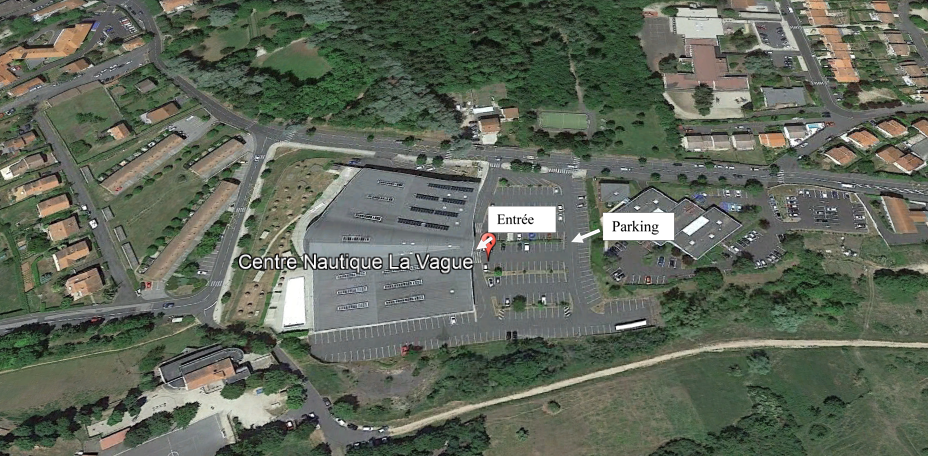 Entrée
Parking
Centre Nautique La Vague